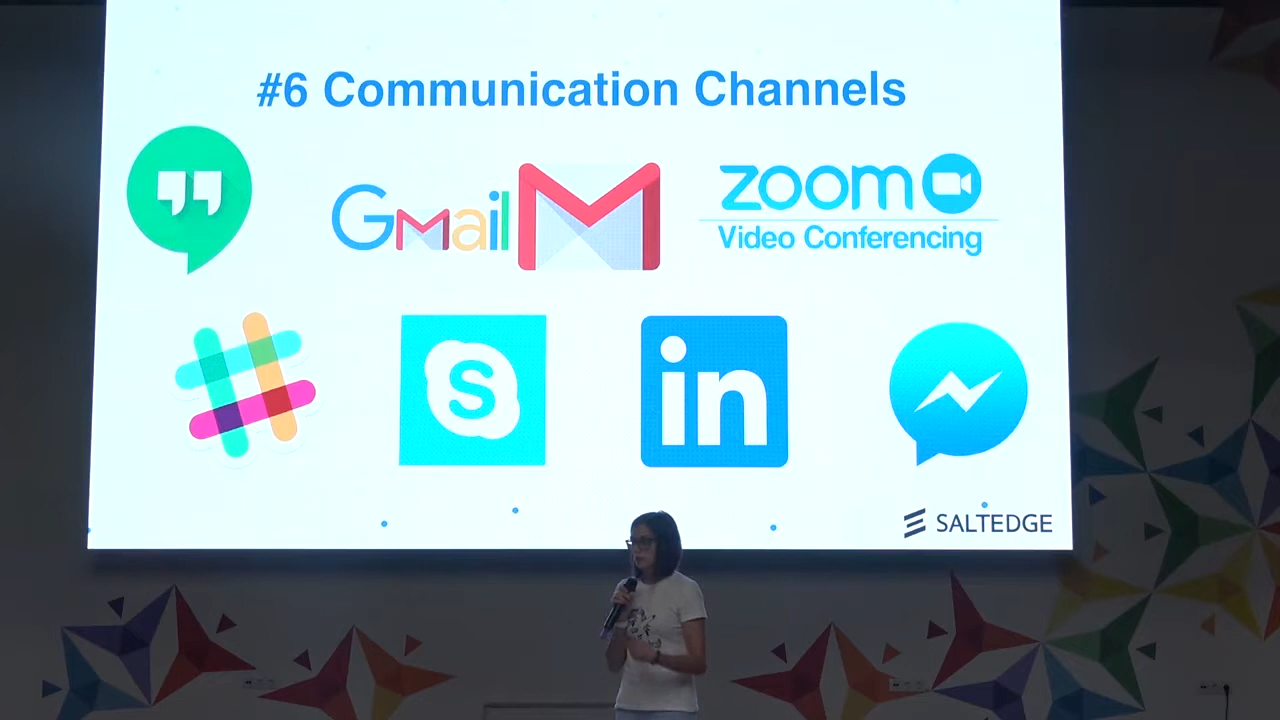 #6 Communication Channels
Gmail
zoom
Video Conferencing
S
in
SALTEDGE